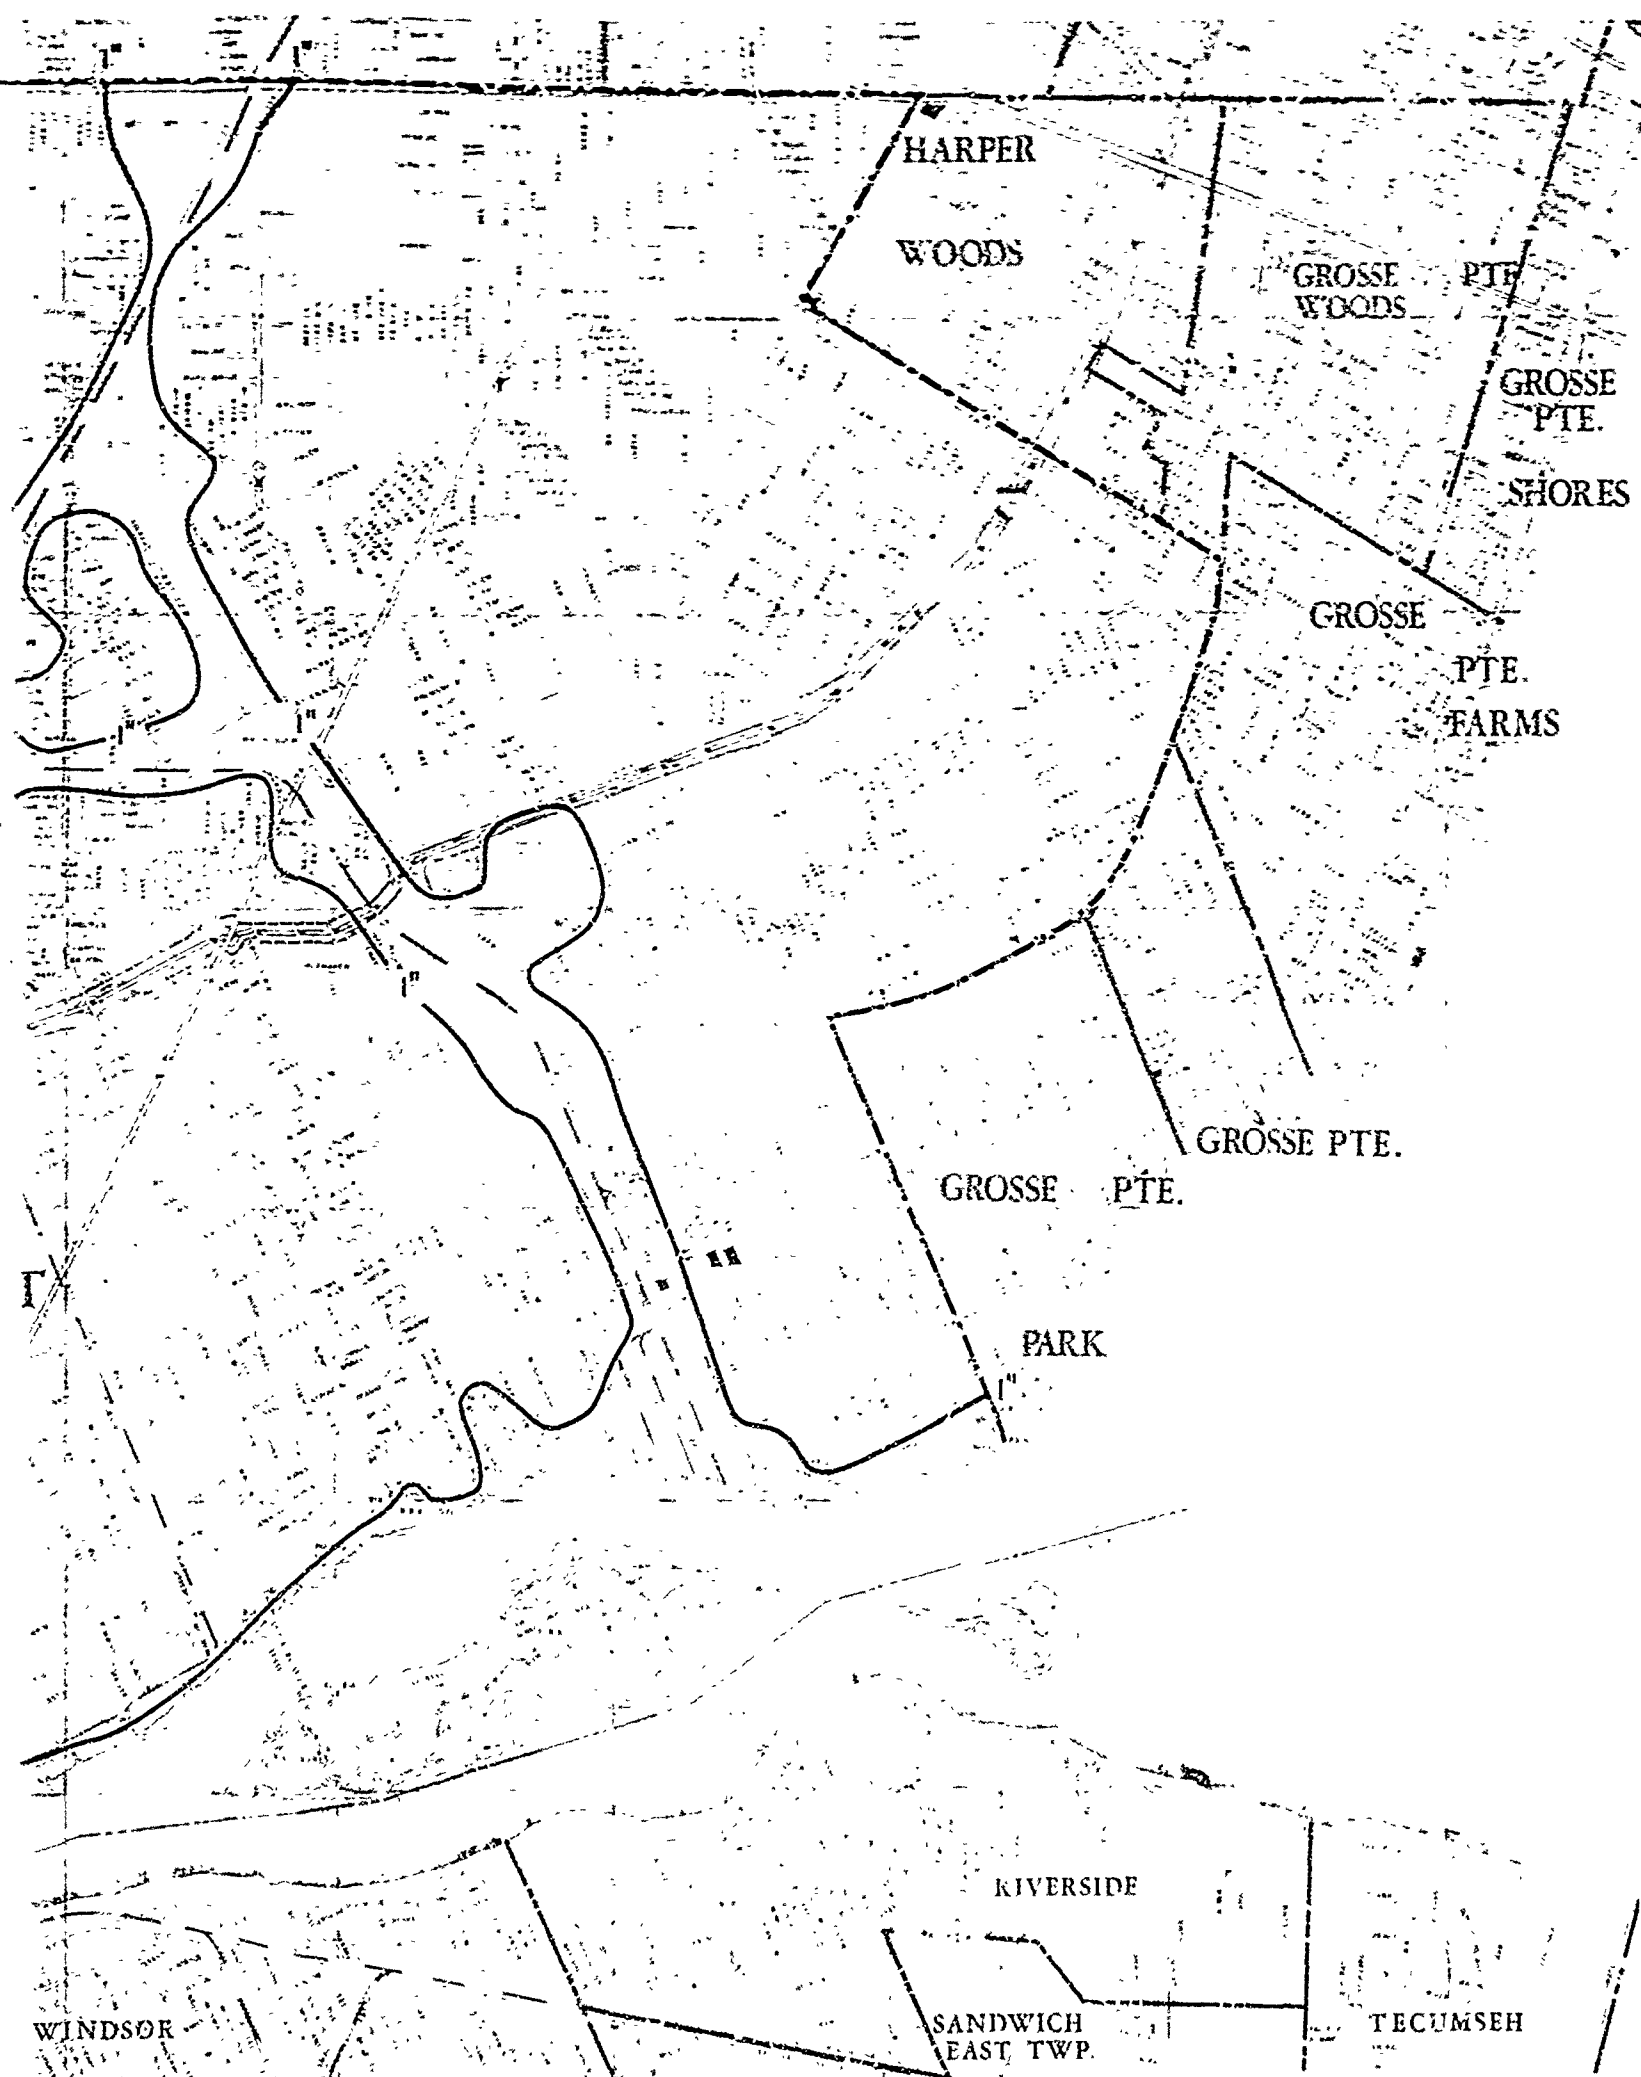 1"
1"
HARPER
WOODS
GROSSE PTE
WOODS
GROSSE
PTE.
SHORES
GROSSE
PTE.
FARMS
1"
1"
1"
GROSSE PTE.
GROSSE PTE.
T
PARK
1"
RIVERSIDE
WINDSOR
SANDWICH
EAST TWP.
TECUMSEH